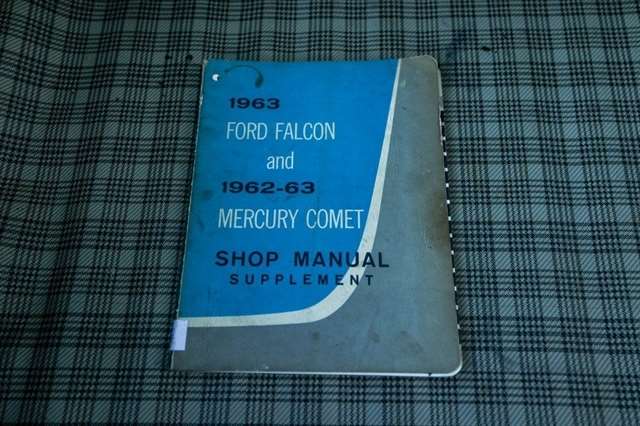 1963
FORD FALCON
and
1962-63
MERCURY COMET
SHOP MANUAL
SUPPLEMENT